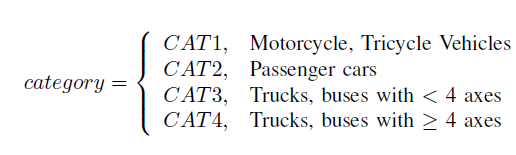 CAT1, Motorcycle, Tricycle Vehicles
CAT2, Passenger cars
category =
CAT3, Trucks, buses with < 4 axes
CAT4, Trucks, buses with ≥ 4 axes